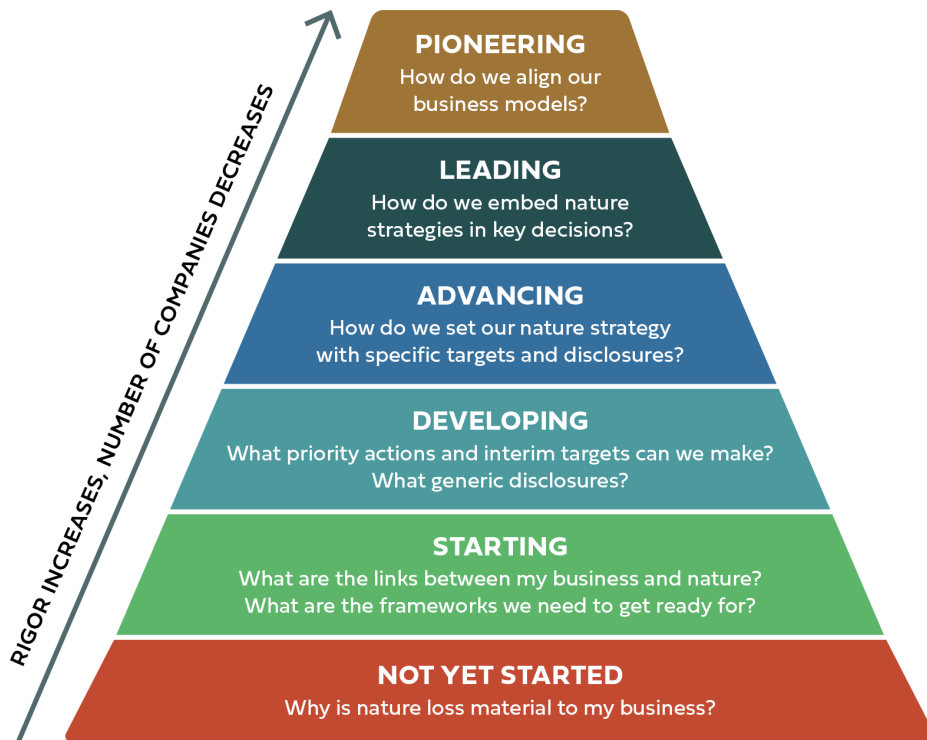 RIGOR INCREASES, NUMBER OF COMPANIES DECREASES
PIONEERING
How do we align our
business models?
LEADING
How do we embed nature
strategies in key decisions?
ADVANCING
How do we set our nature strategy
with specific targets and disclosures?
DEVELOPING
What priority actions and interim targets can we make?
What generic disclosures?
STARTING
What are the links between my business and nature?
What are the frameworks we need to get ready for?
NOT YET STARTED
Why is nature loss material to my business?